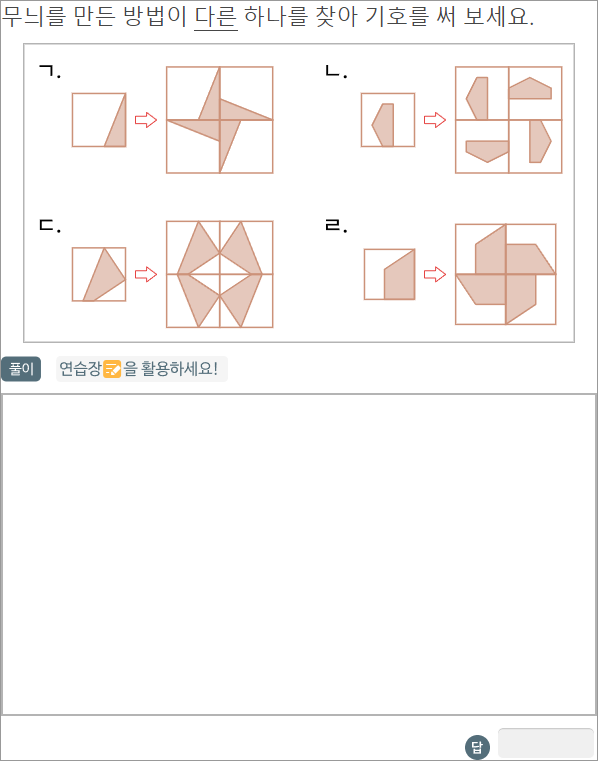 무늬를 만든 방법이 다른 하나를 찾아 기호를 써 보세요.
ㄱ.
ㄴ.
ㄷ.
ㄹ.
풀이 연습장을 활용하세요!
답